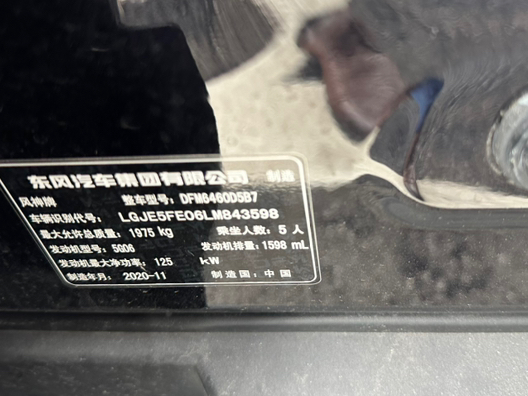 东风汽车集团有限公司 制造
风神牌 整车型号: DFM6460D5B7
车辆识别代号: LGJE5FE06LM843598
最大允许总质量: 1975 kg 乘坐人数: 5 人
发动机型号: 5G06 发动机排量: 1598 mL
发动机最大净功率: 125 kW
制造年月: 2020-11 制造国: 中国